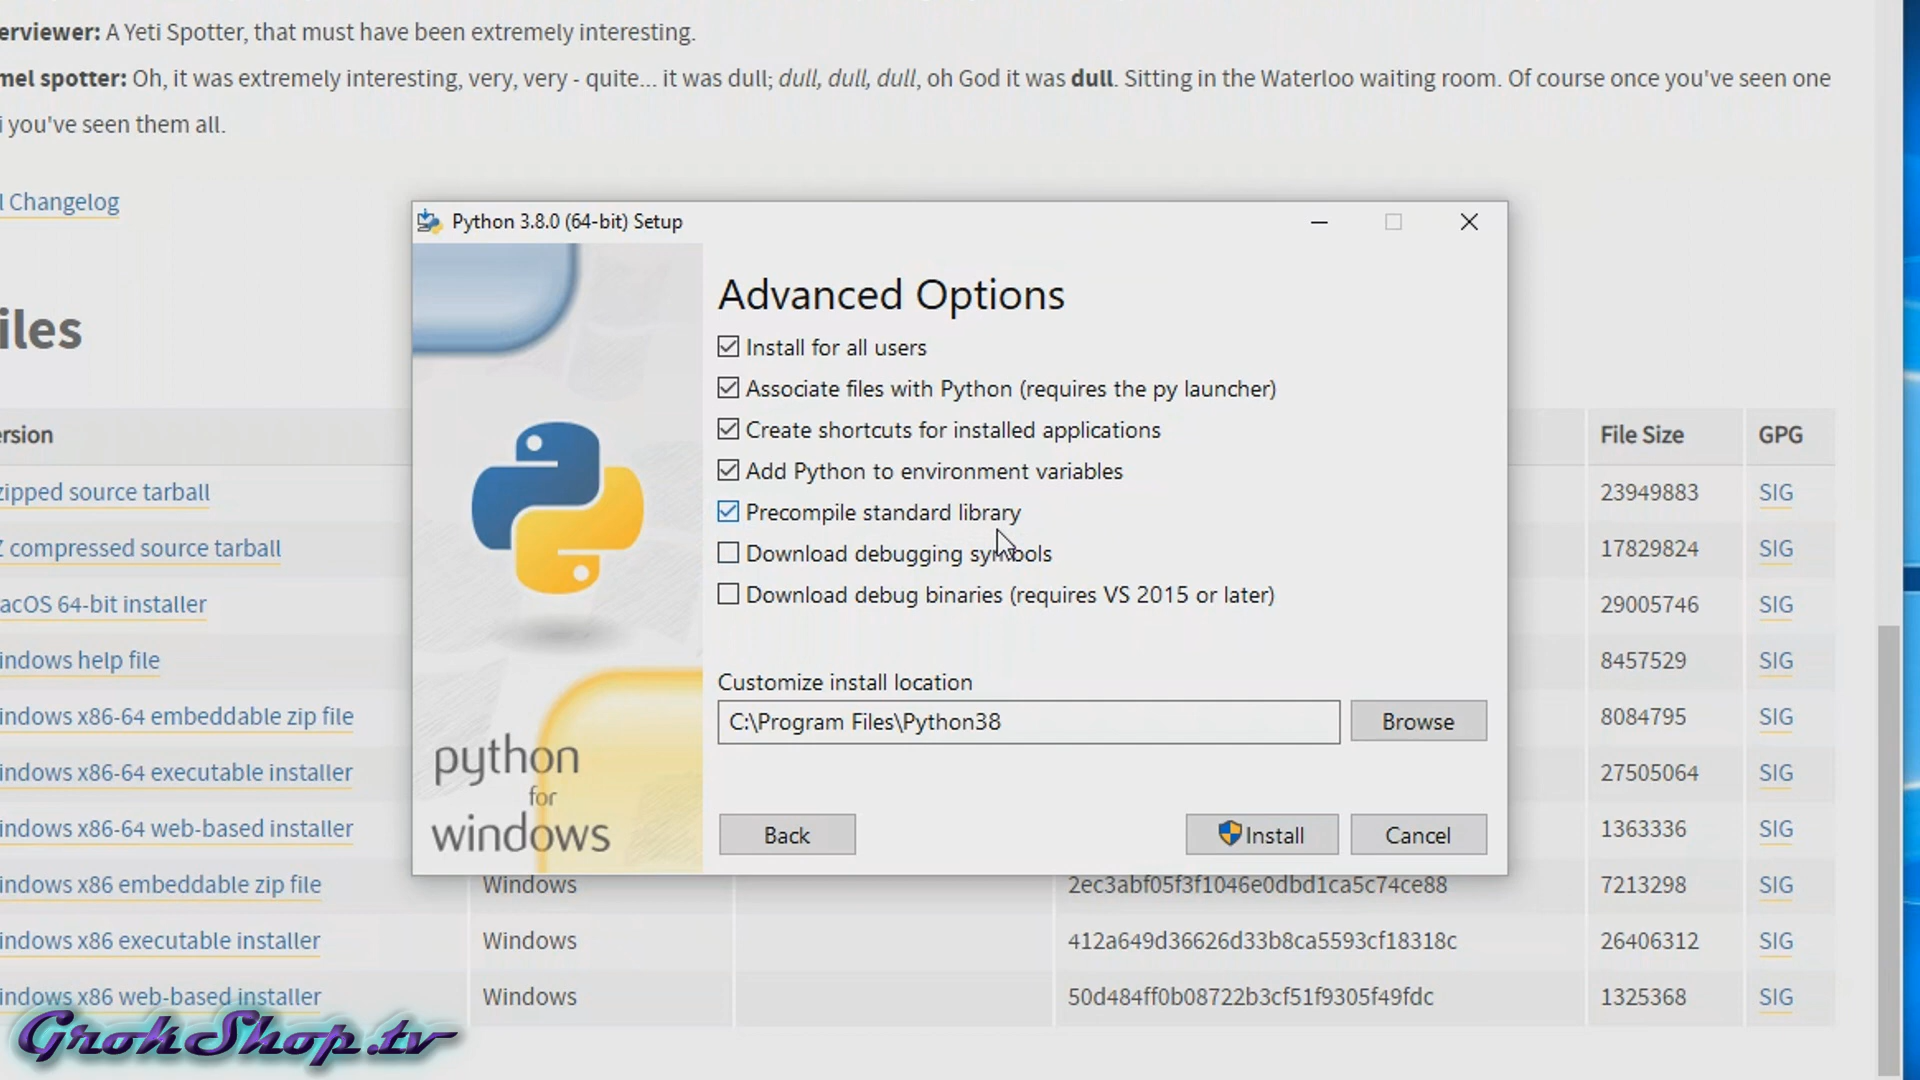 erviewer: A Yeti Spotter, that must have been extremely interesting.
mel spotter: Oh, it was extremely interesting, very, very - quite... it was dull; dull, dull, dull, oh God it was dull. Sitting in the Waterloo waiting room. Of course once you've seen one
i you've seen them all.
l Changelog
Python 3.8.0 (64-bit) Setup
Advanced Options
Install for all users
Associate files with Python (requires the py launcher)
Create shortcuts for installed applications
Add Python to environment variables
Precompile standard library
Download debugging symbols
Download debug binaries (requires VS 2015 or later)
Customize install location
C:\Program Files\Python38
Browse
Back
Install
Cancel
python
for
windows
iles
ersion File Size GPG
zipped source tarball 23949883 SIG
Z compressed source tarball 17829824 SIG
acOS 64-bit installer 29005746 SIG
indows help file 8457529 SIG
indows x86-64 embeddable zip file 8084795 SIG
indows x86-64 executable installer 27505064 SIG
indows x86-64 web-based installer 1363336 SIG
indows x86 embeddable zip file Windows 2ec3abf05f3f1046e0dbd1ca5c74ce88 7213298 SIG
indows x86 executable installer Windows 412a649d36626d33b8ca5593cf18318c 26406312 SIG
indows x86 web-based installer Windows 50d484ff0b08722b3cf51f9305f49fdc 1325368 SIG
GrokShop.tv